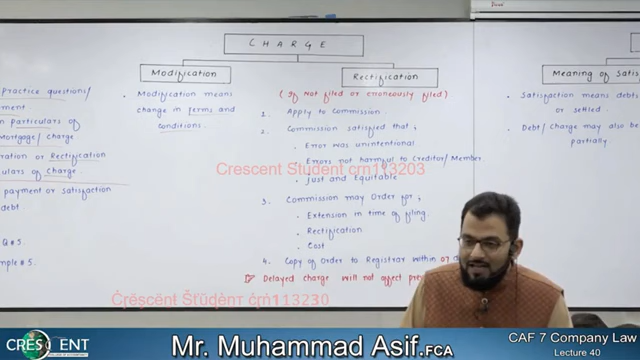 CHARGE
practice questions/
ment.
n particulars of
Mortgage/charge
ration or Rectification
culars of charge.
payment or satisfaction
debt
Q # 5.
mple # 5.
Modification
• Modification means
change in terms and
conditions.
Rectification
(If not filed or erroneously filed)
1. Apply to Commission.
2. Commission satisfied that ;
• Error was unintentional
• Errors not harmful to Creditor/Member
• Just and Equitable
3. Commission may Order for ;
• Extension in time of filing.
• Rectification
• Cost
4. Copy of Order to Registrar within 07 d
Delayed charge will not affect pre
Meaning of Satis
• Satisfaction means debt
or settled.
• Debt/Charge may also be
partially.
Crescent Student crn113203
CRESCENT
Mr. Muhammad Asif.FCA
CAF 7 Company Law
Lecture 40